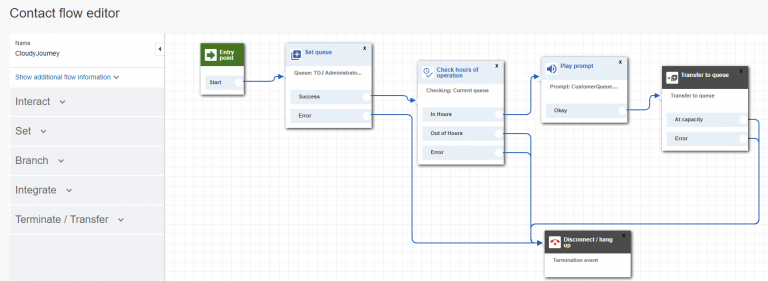 Contact flow editor
Name
CloudyJourney
Show additional flow information
Interact
Set
Branch
Integrate
Terminate / Transfer
Entry
point
Start
Set queue
x
Queue: TDJ Administrato...
Success
Error
Check hours of
operation
x
Checking: Current queue
In Hours
Out of Hours
Error
Play prompt
x
Prompt: CustomerQueue....
Okay
Transfer to queue
x
Transfer to queue
At capacity
Error
Disconnect / hang
up
x
Termination event